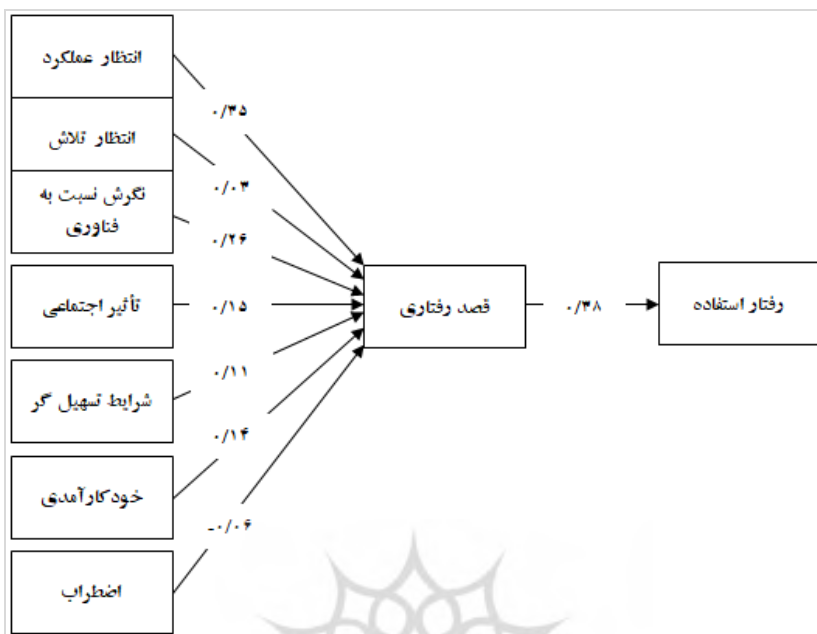 انتظار عملکرد
۰/۳۵
انتظار تلاش
۰/۰۳
نگرش نسبت به
فناوری
۰/۲۶
تأثیر اجتماعی
۰/۱۵
قصد رفتاری
۰/۳۸
رفتار استفاده
شرایط تسهیل گر
۰/۱۱
خودکارآمدی
۰/۱۴
اضطراب
-۰/۰۶